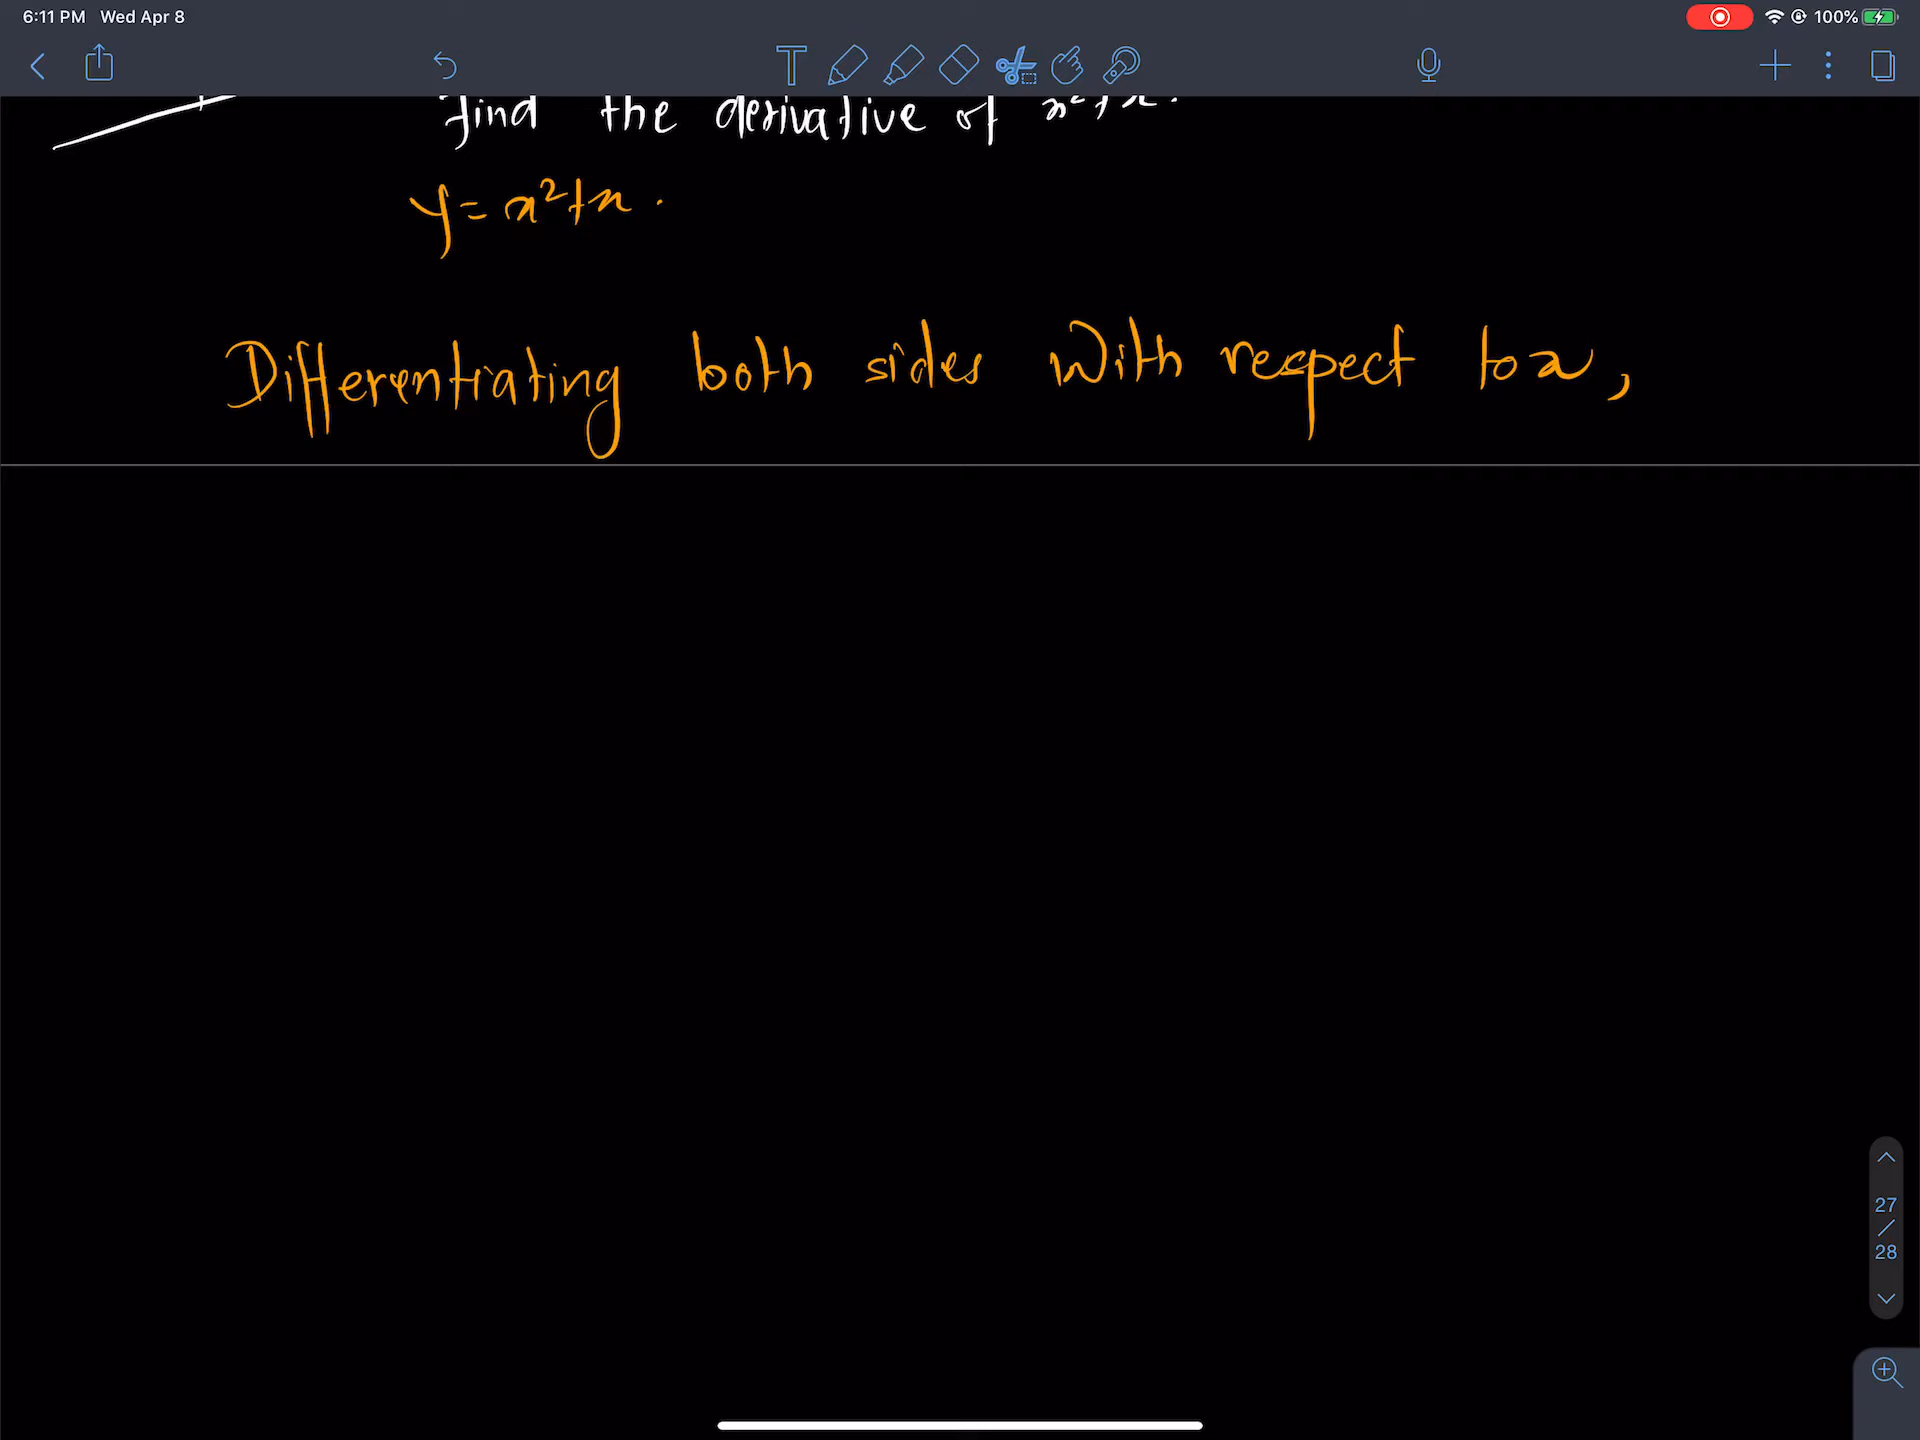 6:11 PM Wed Apr 8 100%
find the derivative of x²+x.
y = x²+x.
Differentiating both sides with respect to x,
27
/
28